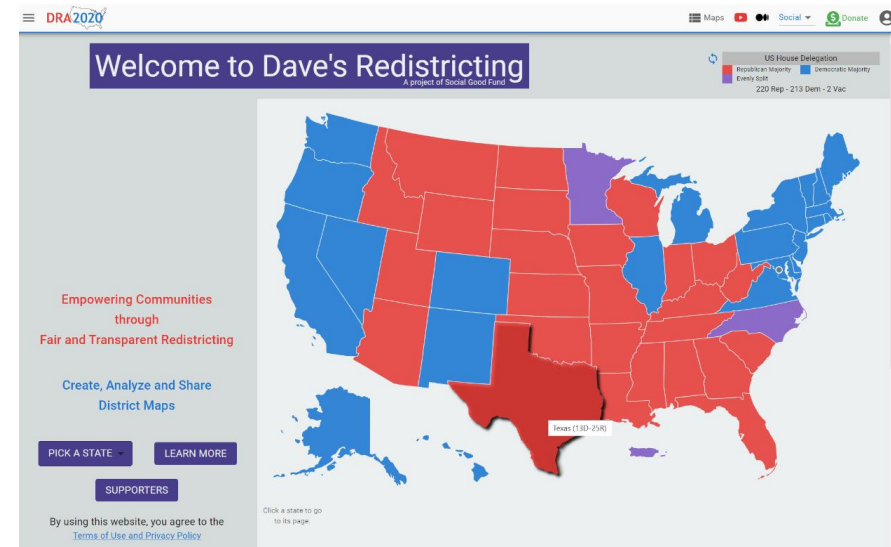 DRA2020
Maps
Social
Donate
Welcome to Dave's Redistricting
A project of Social Good Fund
US House Delegation
Republican Majority
Democratic Majority
Evenly Split
220 Rep - 213 Dem - 2 Vac
Empowering Communities
through
Fair and Transparent Redistricting
Create, Analyze and Share
District Maps
PICK A STATE
LEARN MORE
SUPPORTERS
By using this website, you agree to the
Terms of Use and Privacy Policy
Texas (13D-25R)
Click a state to go
to its page.